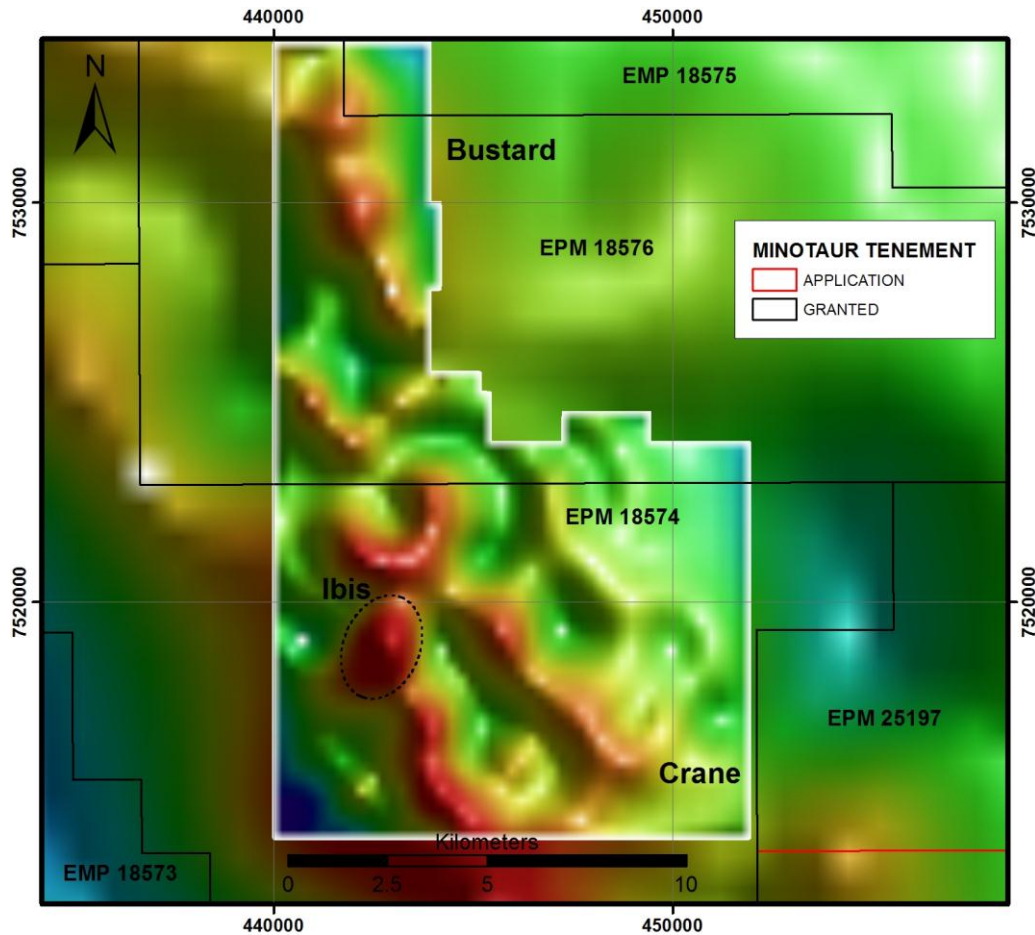 440000
450000
N
EMP 18575
Bustard
7530000
7530000
EPM 18576
MINOTAUR TENEMENT
APPLICATION
GRANTED
EPM 18574
Ibis
7520000
7520000
EPM 25197
Crane
Kilometers
EMP 18573
0
2.5
5
10
440000
450000